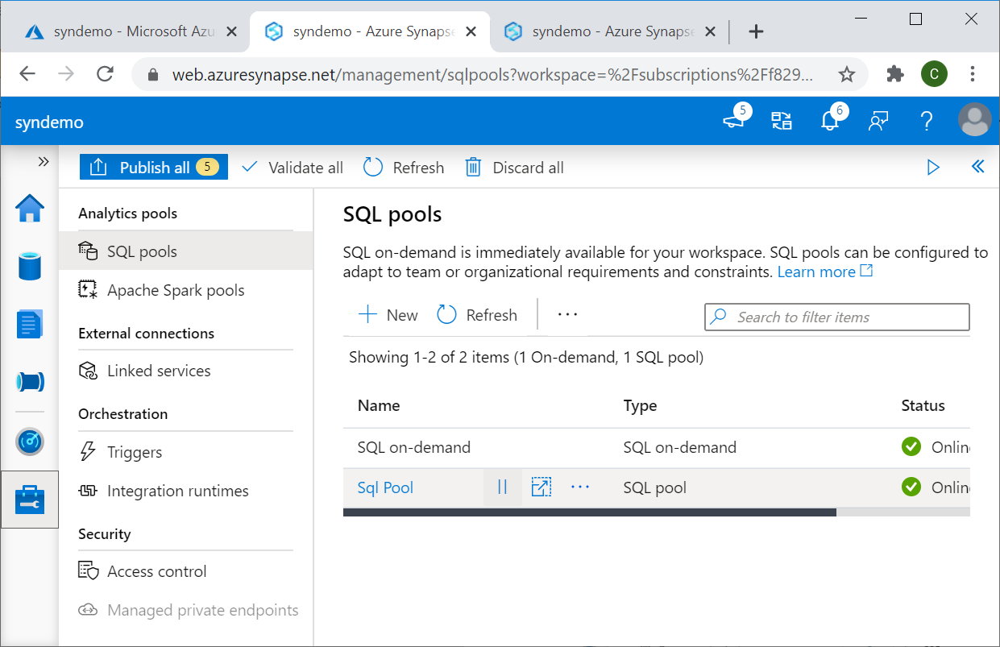 syndemo - Microsoft Azu
syndemo - Azure Synapse
syndemo - Azure Synapse
web.azuresynapse.net/management/sqlpools?workspace=%2Fsubscriptions%2Ff829...
C
syndemo
5
6
Publish all 5
Validate all
Refresh
Discard all
Analytics pools
SQL pools
Apache Spark pools
External connections
Linked services
Orchestration
Triggers
Integration runtimes
Security
Access control
Managed private endpoints
SQL pools
SQL on-demand is immediately available for your workspace. SQL pools can be configured to
adapt to team or organizational requirements and constraints. Learn more
New
Refresh
Search to filter items
Showing 1-2 of 2 items (1 On-demand, 1 SQL pool)
Name Type Status
SQL on-demand SQL on-demand Onlin
Sql Pool SQL pool Onlin